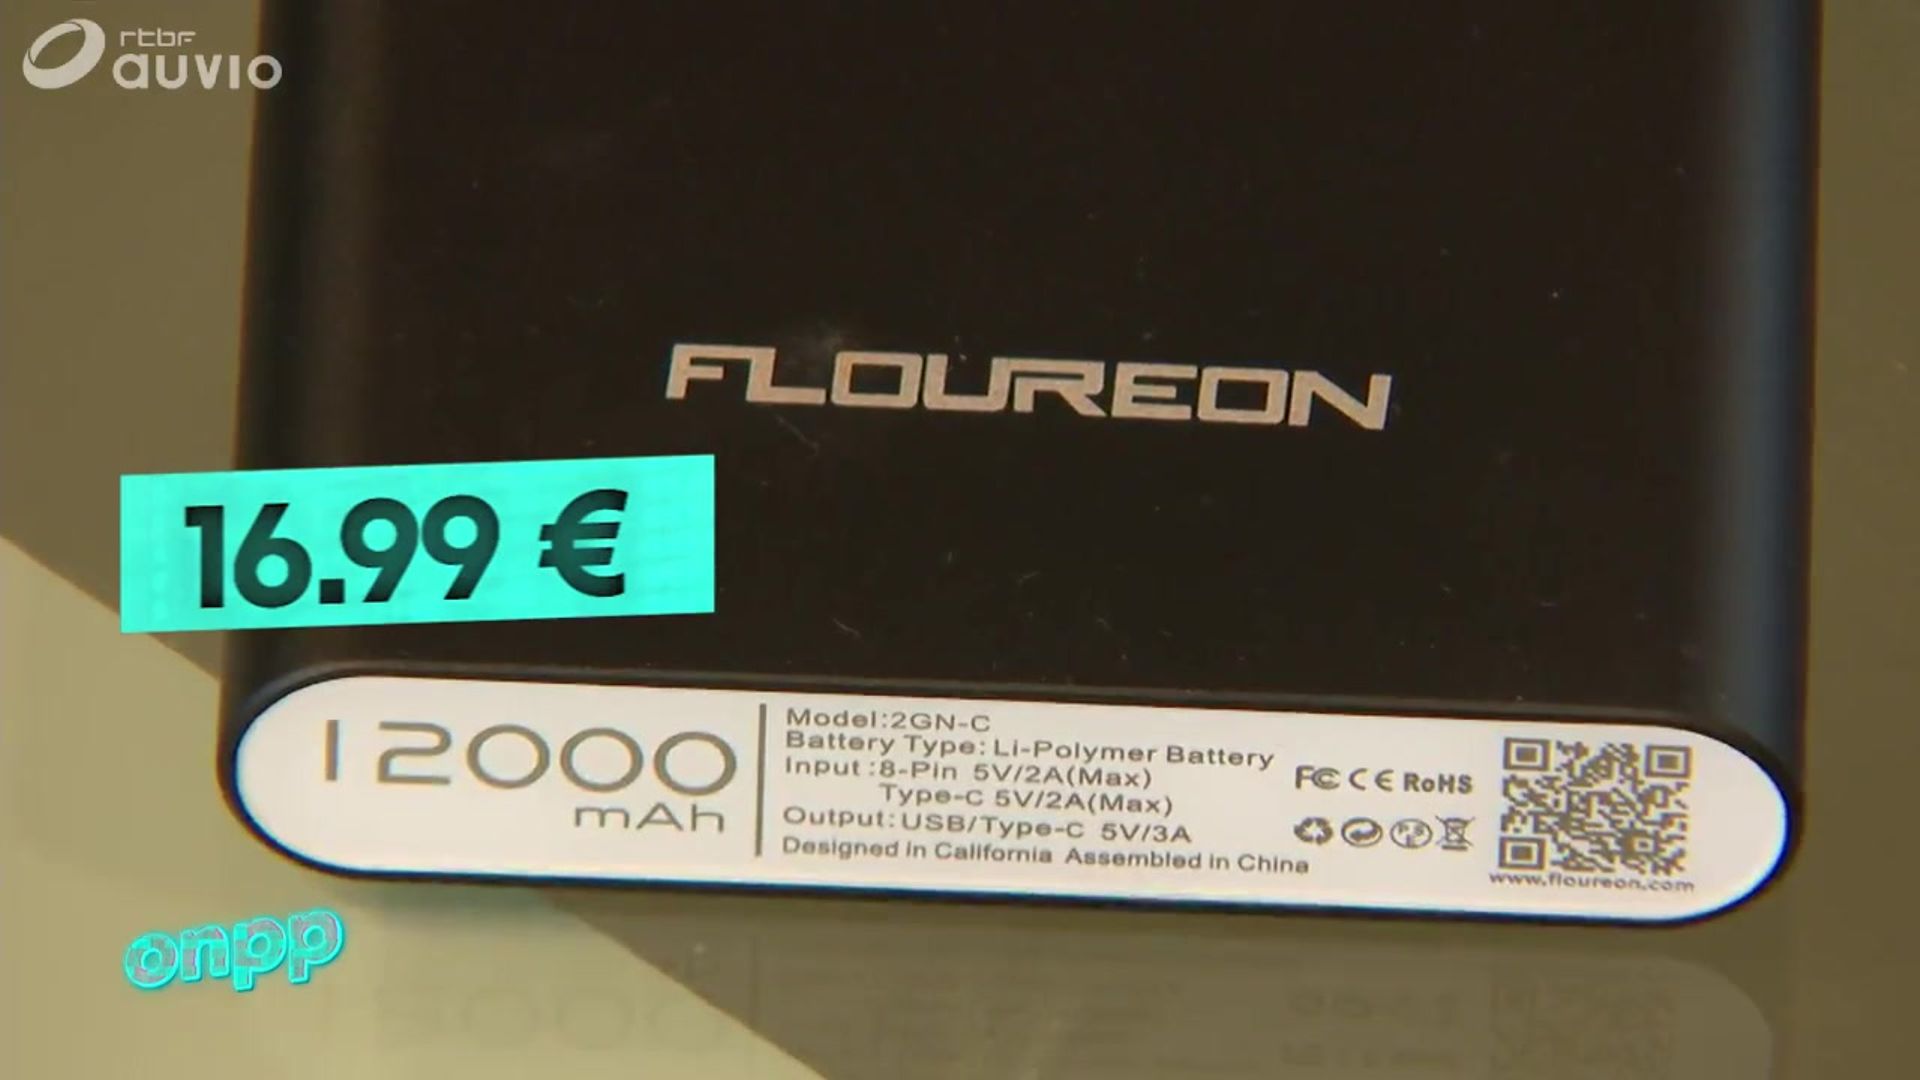 rtbf
auvio
FLOUREON
16.99 €
12000
mAh
Model:2GN-C
Battery Type: Li-Polymer Battery
Input :8-Pin 5V/2A(Max)
Type-C 5V/2A(Max)
Output:USB/Type-C 5V/3A
Designed in California Assembled in China
FC CE RoHS
www.floureon.com
onpp